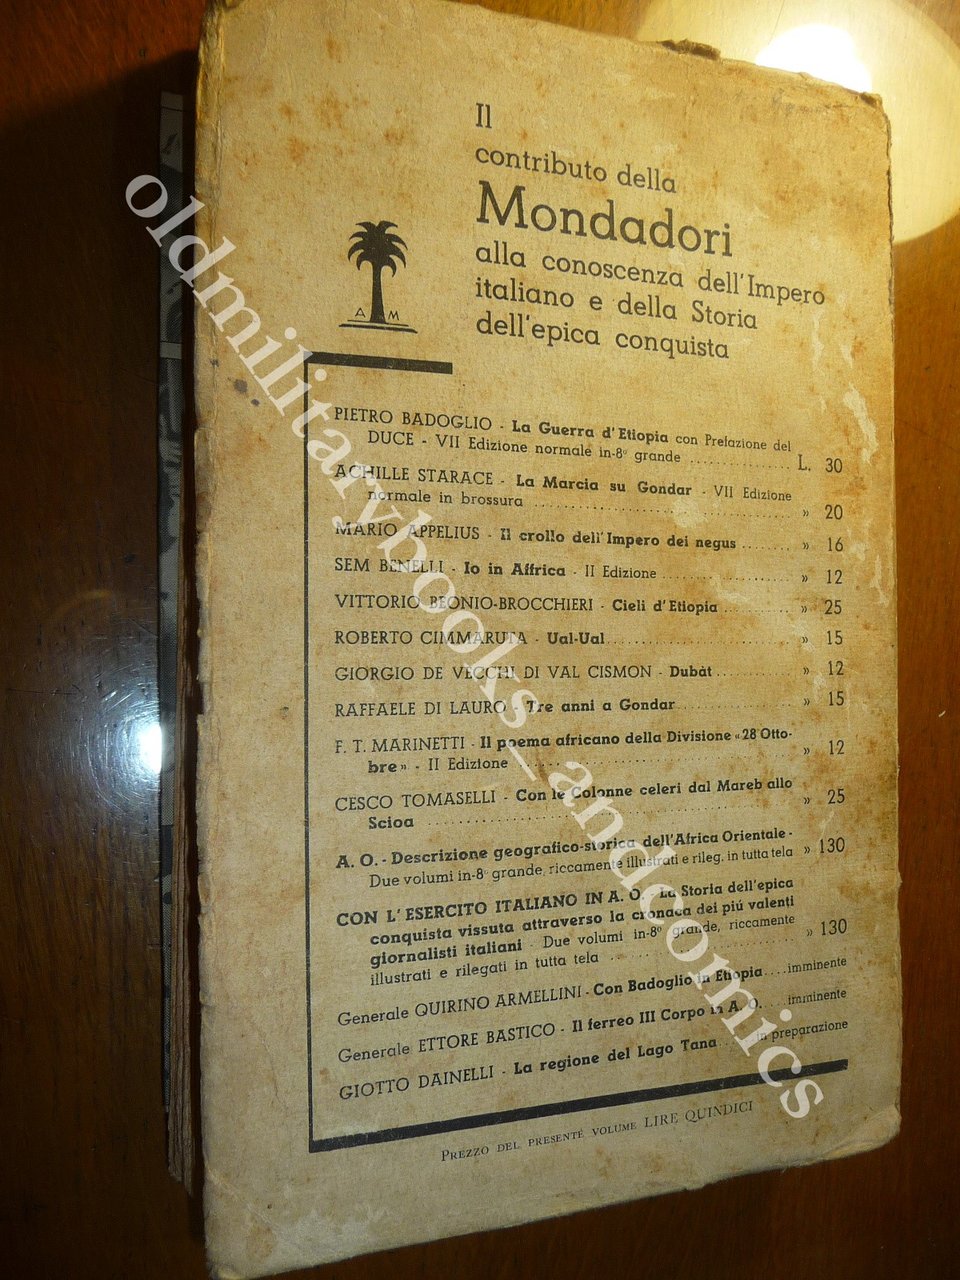 Il
contributo della
Mondadori
alla conoscenza dell'Impero
italiano e della Storia
dell'epica conquista
A M
PIETRO BADOGLIO - La Guerra d'Etiopia con Prefazione del
DUCE - VII Edizione normale in-8º grande .............. L. 30
ACHILLE STARACE - La Marcia su Gondar - VII Edizione
normale in brossura .............. » 20
MARIO APPELIUS - Il crollo dell'Impero dei negus ........ » 16
SEM BENELLI - Io in Affrica - II Edizione .............. » 12
VITTORIO BEONIO-BROCCHIERI - Cieli d'Etiopia .......... » 25
ROBERTO CIMMARUTA - Ual-Ual .............. » 15
GIORGIO DE VECCHI DI VAL CISMON - Dubàt ............ » 12
RAFFAELE DI LAURO - Tre anni a Gondar .............. » 15
F. T. MARINETTI - Il poema africano della Divisione «28 Otto-
bre» - II Edizione .............. » 12
CESCO TOMASELLI - Con le Colonne celeri dal Mareb allo
Scioa .............. » 25
A. O. - Descrizione geografico-storica dell'Africa Orientale -
Due volumi in-8º grande, riccamente illustrati e rileg. in tutta tela » 130
CON L'ESERCITO ITALIANO IN A. O. - La Storia dell'epica
conquista vissuta attraverso la cronaca dei piú valenti
giornalisti italiani - Due volumi in-8º grande, riccamente
illustrati e rilegati in tutta tela .............. » 130
Generale QUIRINO ARMELLINI - Con Badoglio in Etiopia .... imminente
Generale ETTORE BASTICO - Il ferreo III Corpo in A. O. .... imminente
GIOTTO DAINELLI - La regione del Lago Tana .... in preparazione
PREZZO DEL PRESENTE VOLUME LIRE QUINDICI
oldmilitarybooks_andcomics